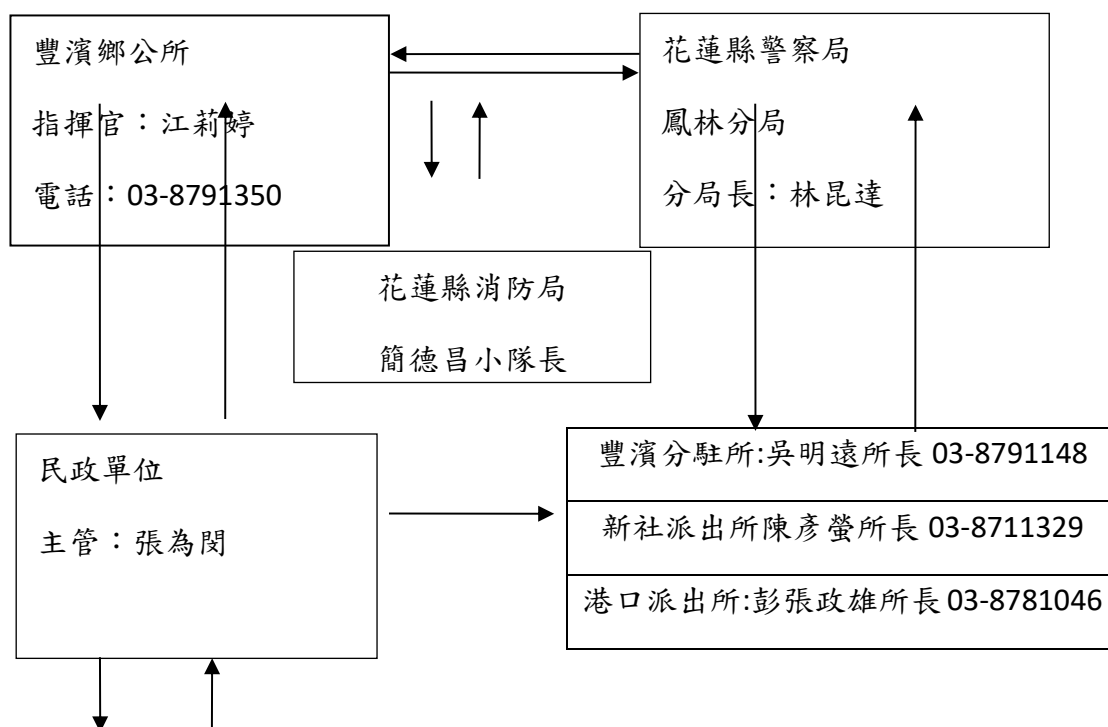 豐濱鄉公所
指揮官：江莉婷
電話：03-8791350
花蓮縣警察局
鳳林分局
分局長：林昆達
花蓮縣消防局
簡德昌小隊長
民政單位
主管：張為閔
豐濱分駐所:吳明遠所長 03-8791148
新社派出所陳彥螢所長 03-8711329
港口派出所:彭張政雄所長 03-8781046